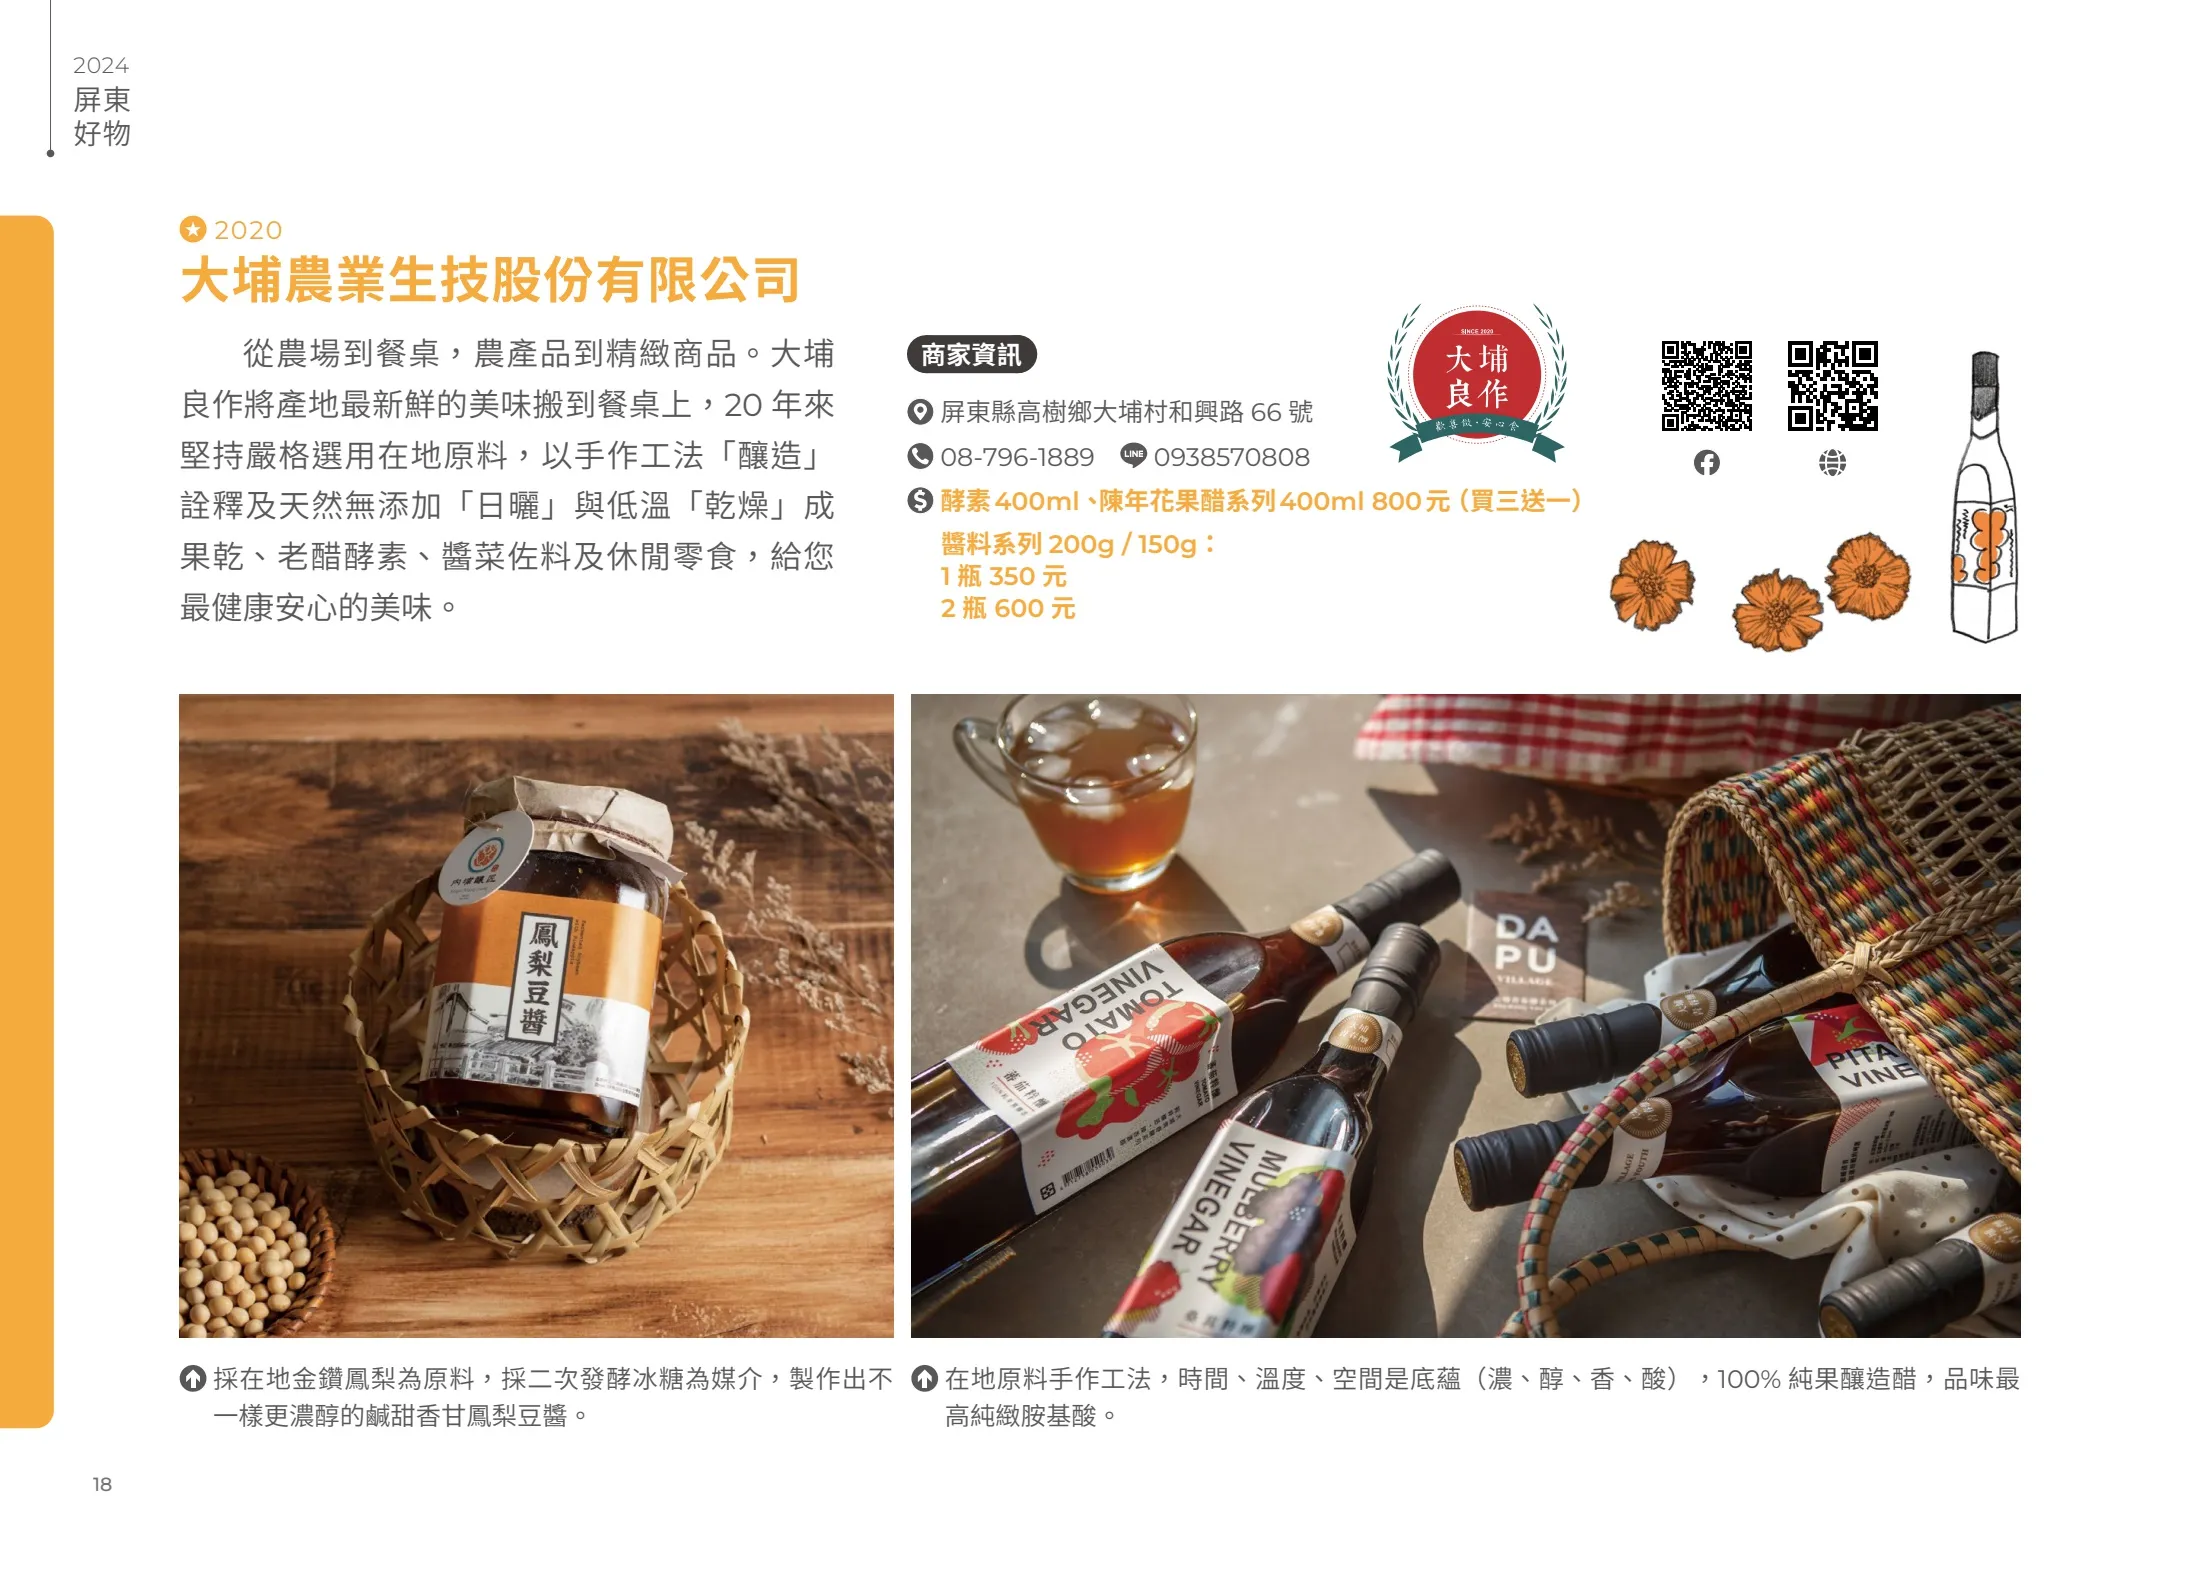 2024
屏東
好物
2020
大埔農業生技股份有限公司
從農場到餐桌，農產品到精緻商品。大埔
良作將產地最新鮮的美味搬到餐桌上，20 年來
堅持嚴格選用在地原料，以手作工法「釀造」
詮釋及天然無添加「日曬」與低溫「乾燥」成
果乾、老醋酵素、醬菜佐料及休閒零食，給您
最健康安心的美味。
商家資訊
屏東縣高樹鄉大埔村和興路 66 號
08-796-1889 LINE 0938570808
酵素 400ml、陳年花果醋系列 400ml 800 元（買三送一）
醬料系列 200g / 150g：
1 瓶 350 元
2 瓶 600 元
SINCE 2020
大埔
良作
歡喜做·安心食
鳳梨豆醬
TOMATO
VINEGAR
蕃茄特釀
MULBERRY
VINEGAR
DA
PU
VILLAGE
PITA
VINE
採在地金鑽鳳梨為原料，採二次發酵冰糖為媒介，製作出不
一樣更濃醇的鹹甜香甘鳳梨豆醬。
在地原料手作工法，時間、溫度、空間是底蘊（濃、醇、香、酸），100% 純果釀造醋，品味最
高純緻胺基酸。
18